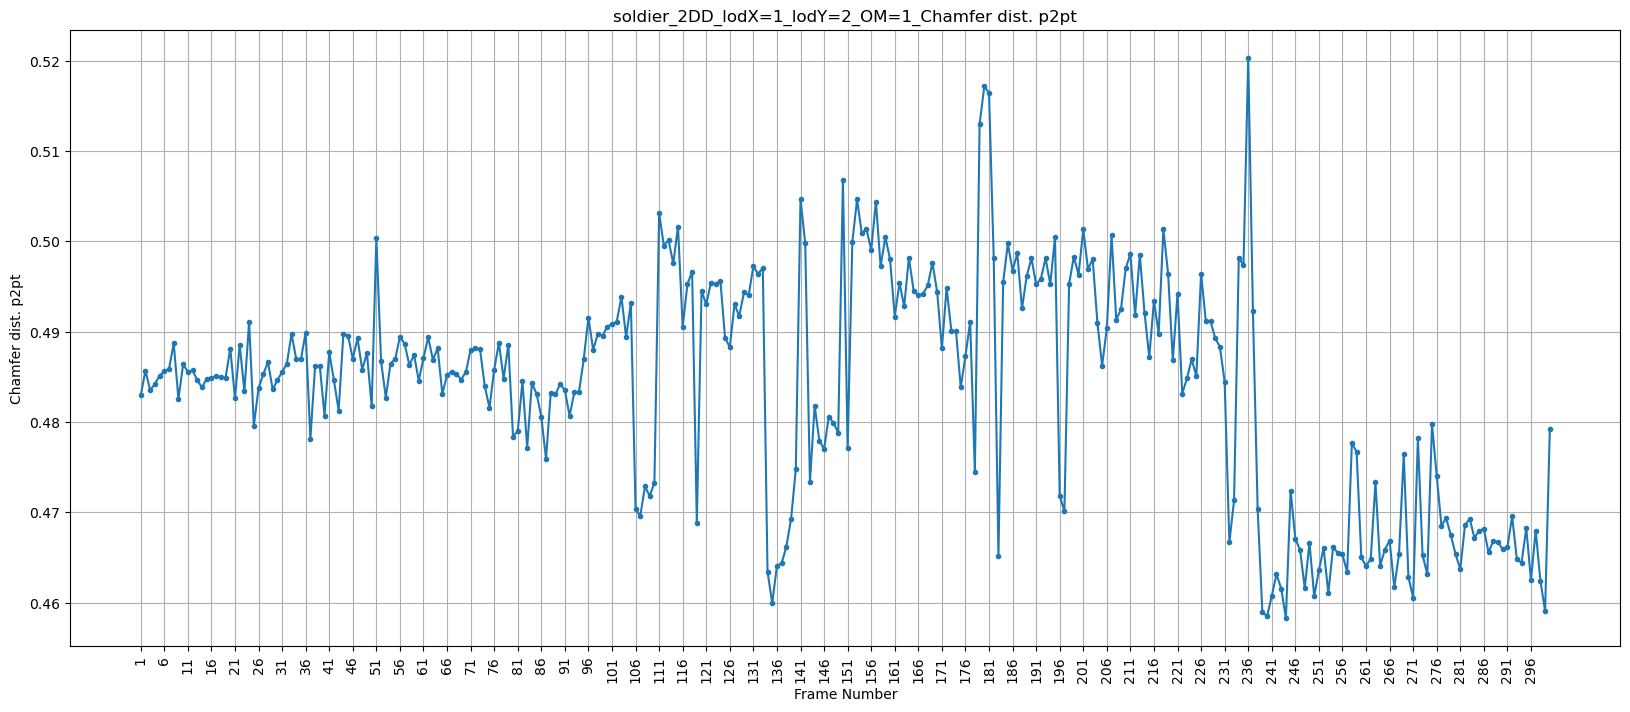 soldier_2DD_lodX=1_lodY=2_OM=1_Chamfer dist. p2pt
Chamfer dist. p2pt
0.52
0.51
0.50
0.49
0.48
0.47
0.46
1 6 11 16 21 26 31 36 41 46 51 56 61 66 71 76 81 86 91 96 101 106 111 116 121 126 131 136 141 146 151 156 161 166 171 176 181 186 191 196 201 206 211 216 221 226 231 236 241 246 251 256 261 266 271 276 281 286 291 296
Frame Number